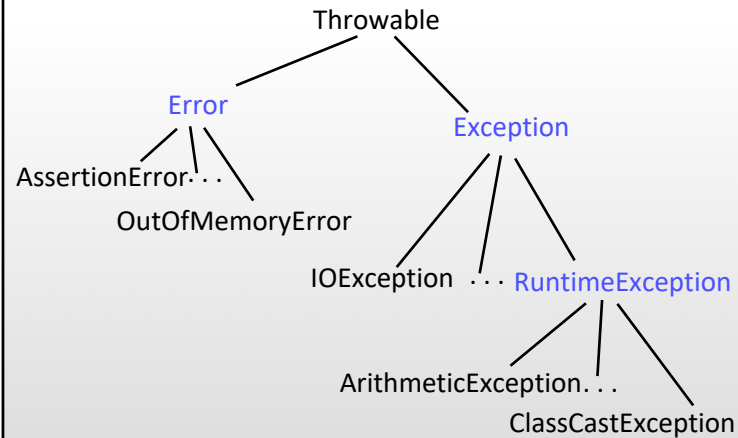 Throwable
Error
Exception
AssertionError...
OutOfMemoryError
IOException ... RuntimeException
ArithmeticException...
ClassCastException